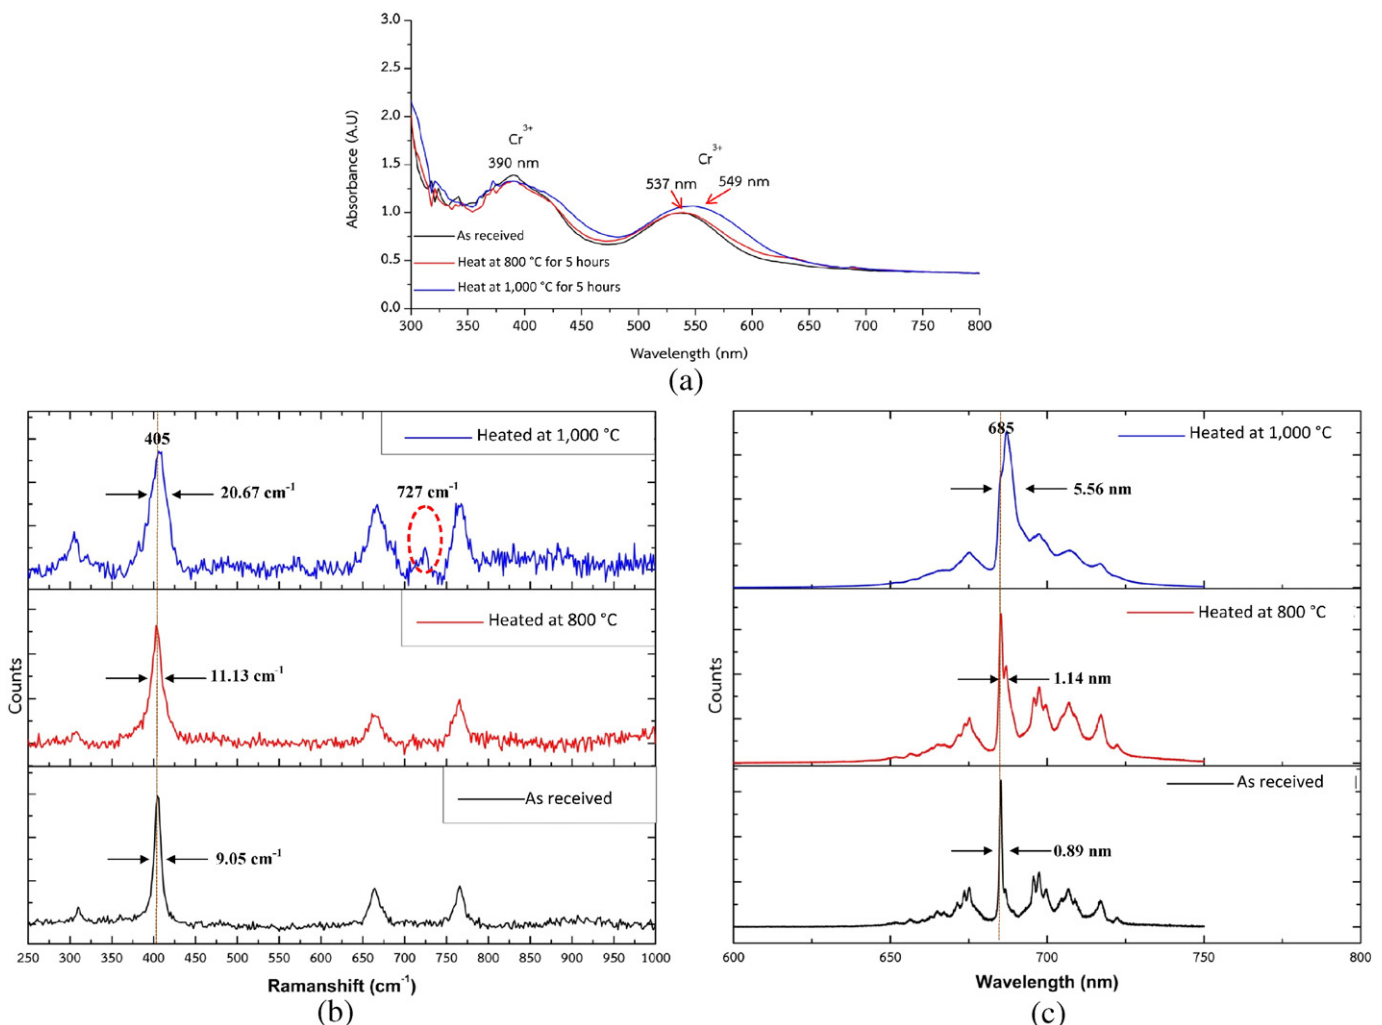 3.0
2.5
2.0
1.5
1.0
0.5
0.0
Absorbance (A.U)
Cr3+
390 nm
Cr3+
537 nm
549 nm
As received
Heat at 800 °C for 5 hours
Heat at 1,000 °C for 5 hours
300 350 400 450 500 550 600 650 700 750 800
Wavelength (nm)
(a)
405
Heated at 1,000 °C
20.67 cm-1
727 cm-1
Heated at 800 °C
11.13 cm-1
As received
9.05 cm-1
Counts
250 300 350 400 450 500 550 600 650 700 750 800 850 900 950 1000
Ramanshift (cm-1)
(b)
685
Heated at 1,000 °C
5.56 nm
Heated at 800 °C
1.14 nm
As received
0.89 nm
Counts
600 650 700 750 800
Wavelength (nm)
(c)